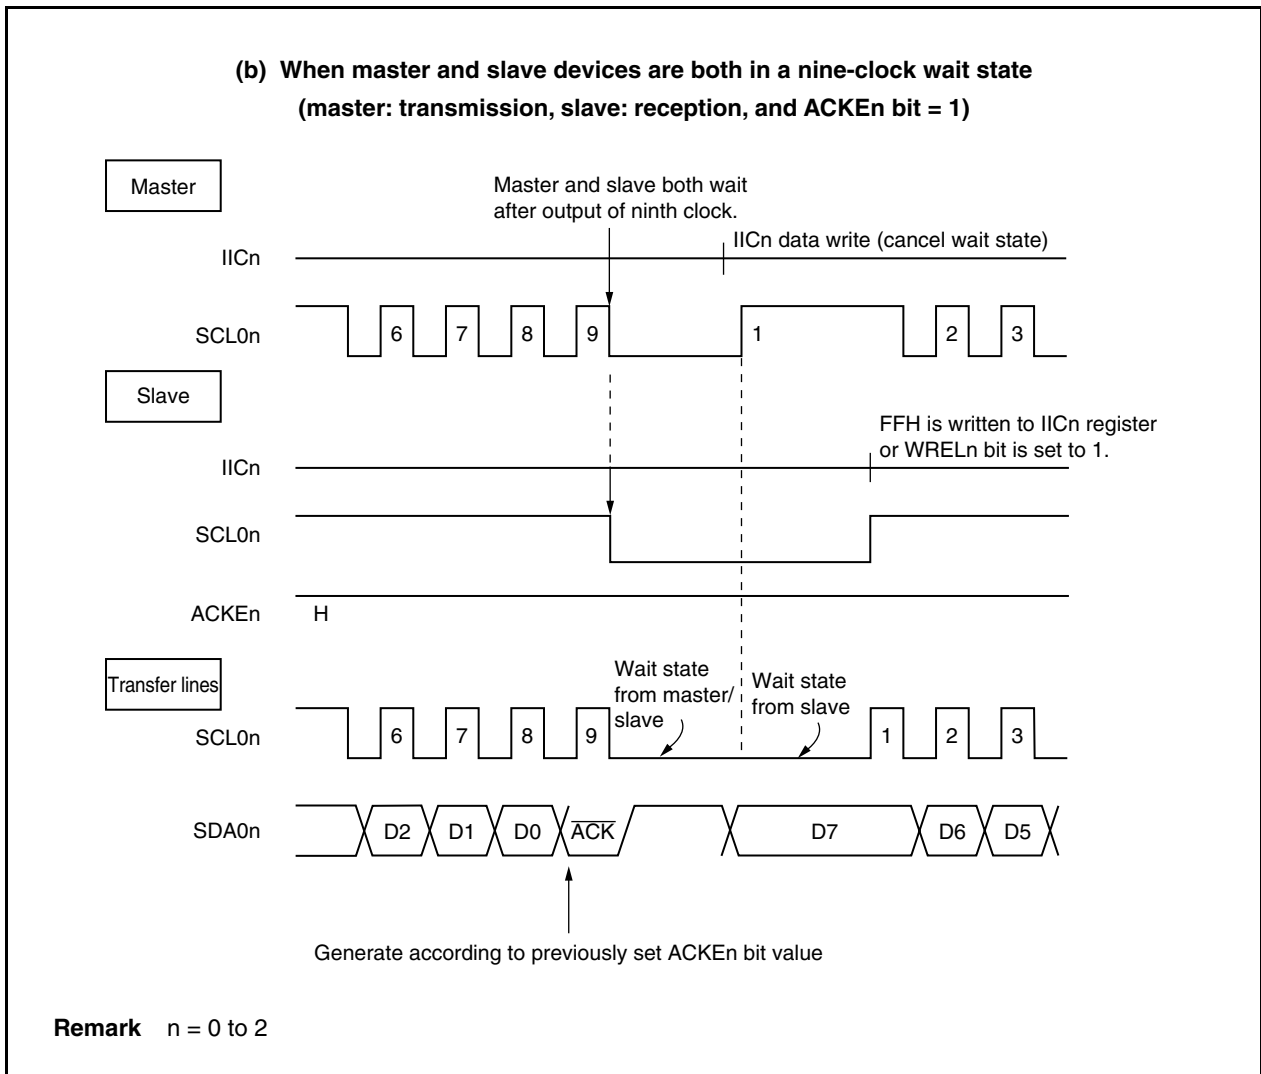 (b) When master and slave devices are both in a nine-clock wait state
(master: transmission, slave: reception, and ACKEn bit = 1)
Master
Master and slave both wait
after output of ninth clock.
IICn data write (cancel wait state)
IICn
SCL0n
6 7 8 9 1 2 3
Slave
FFH is written to IICn register
or WRELn bit is set to 1.
IICn
SCL0n
ACKEn H
Transfer lines
Wait state
from master/
slave
Wait state
from slave
SCL0n
6 7 8 9 1 2 3
SDA0n
D2 D1 D0 ACK D7 D6 D5
Generate according to previously set ACKEn bit value
Remark n = 0 to 2